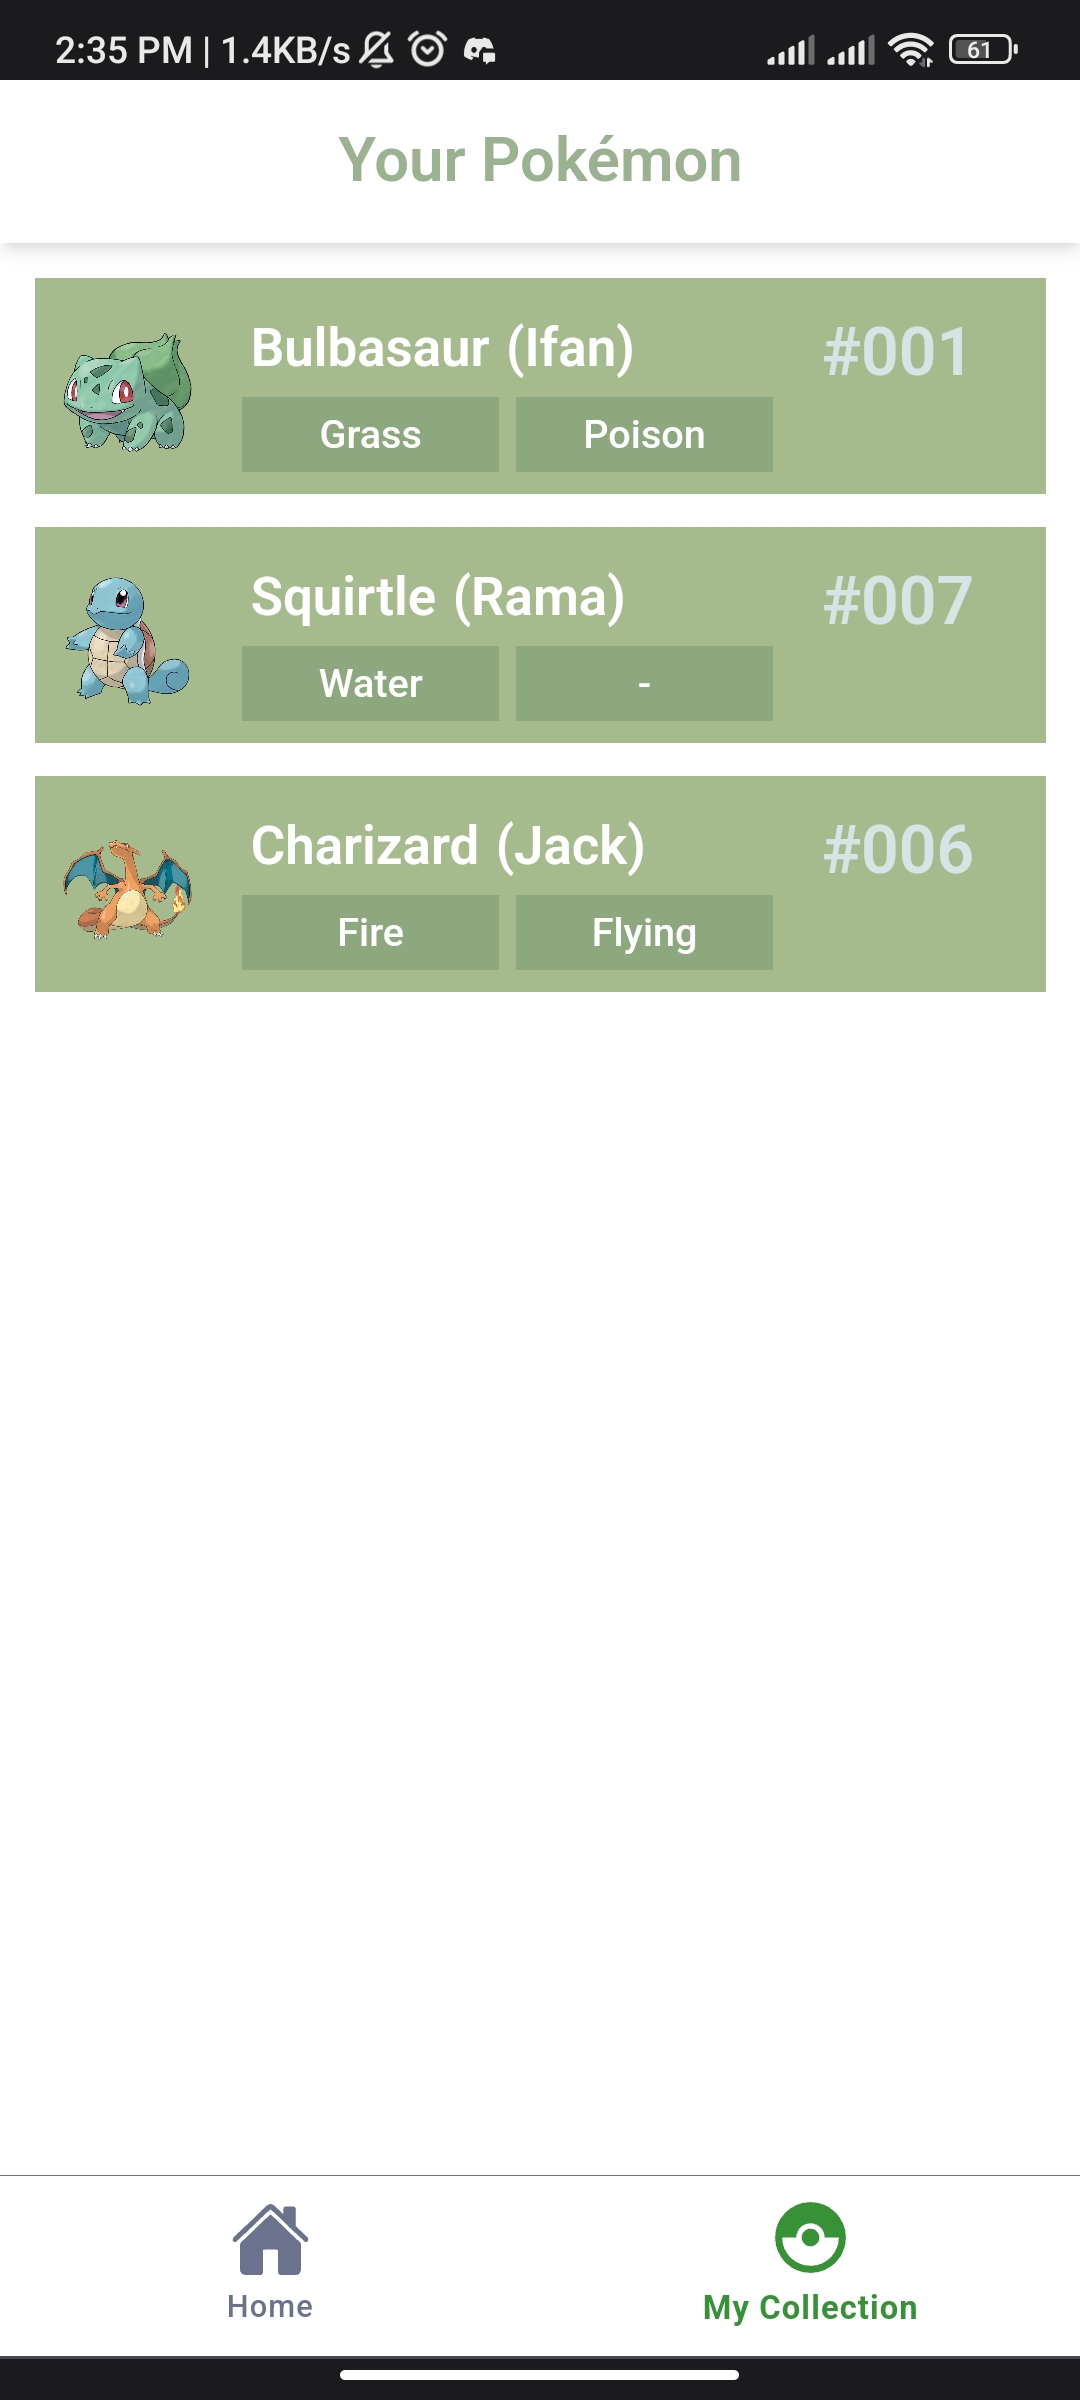 2:35 PM | 1.4KB/s
61
Your Pokémon
Bulbasaur (Ifan)
#001
Grass
Poison
Squirtle (Rama)
#007
Water
-
Charizard (Jack)
#006
Fire
Flying
Home
My Collection